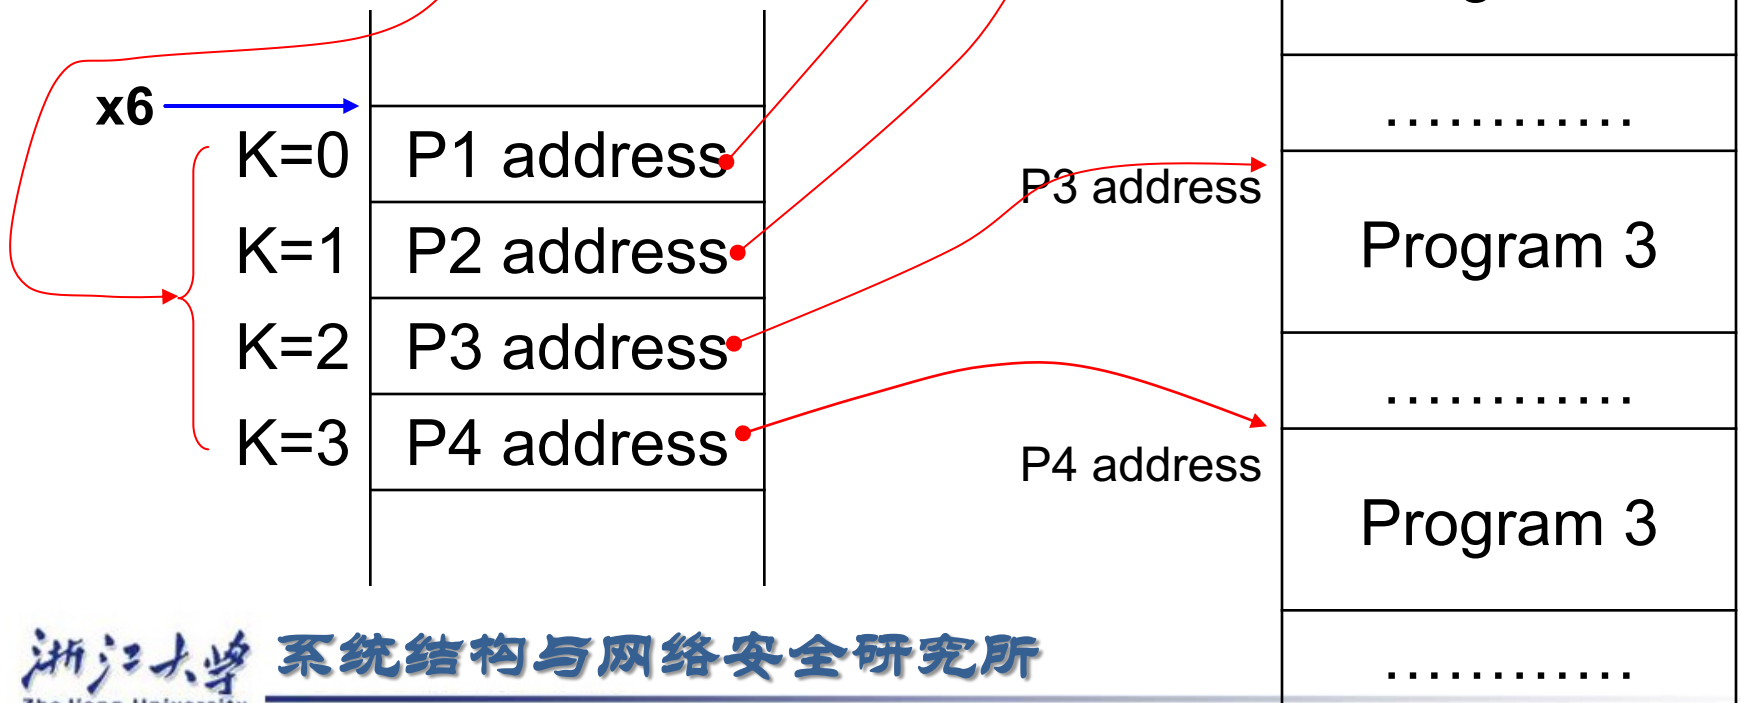 …………
x6
K=0 P1 address
P3 address
K=1 P2 address
Program 3
K=2 P3 address
…………
K=3 P4 address
P4 address
Program 3
浙江大学 系统结构与网络安全研究所
…………